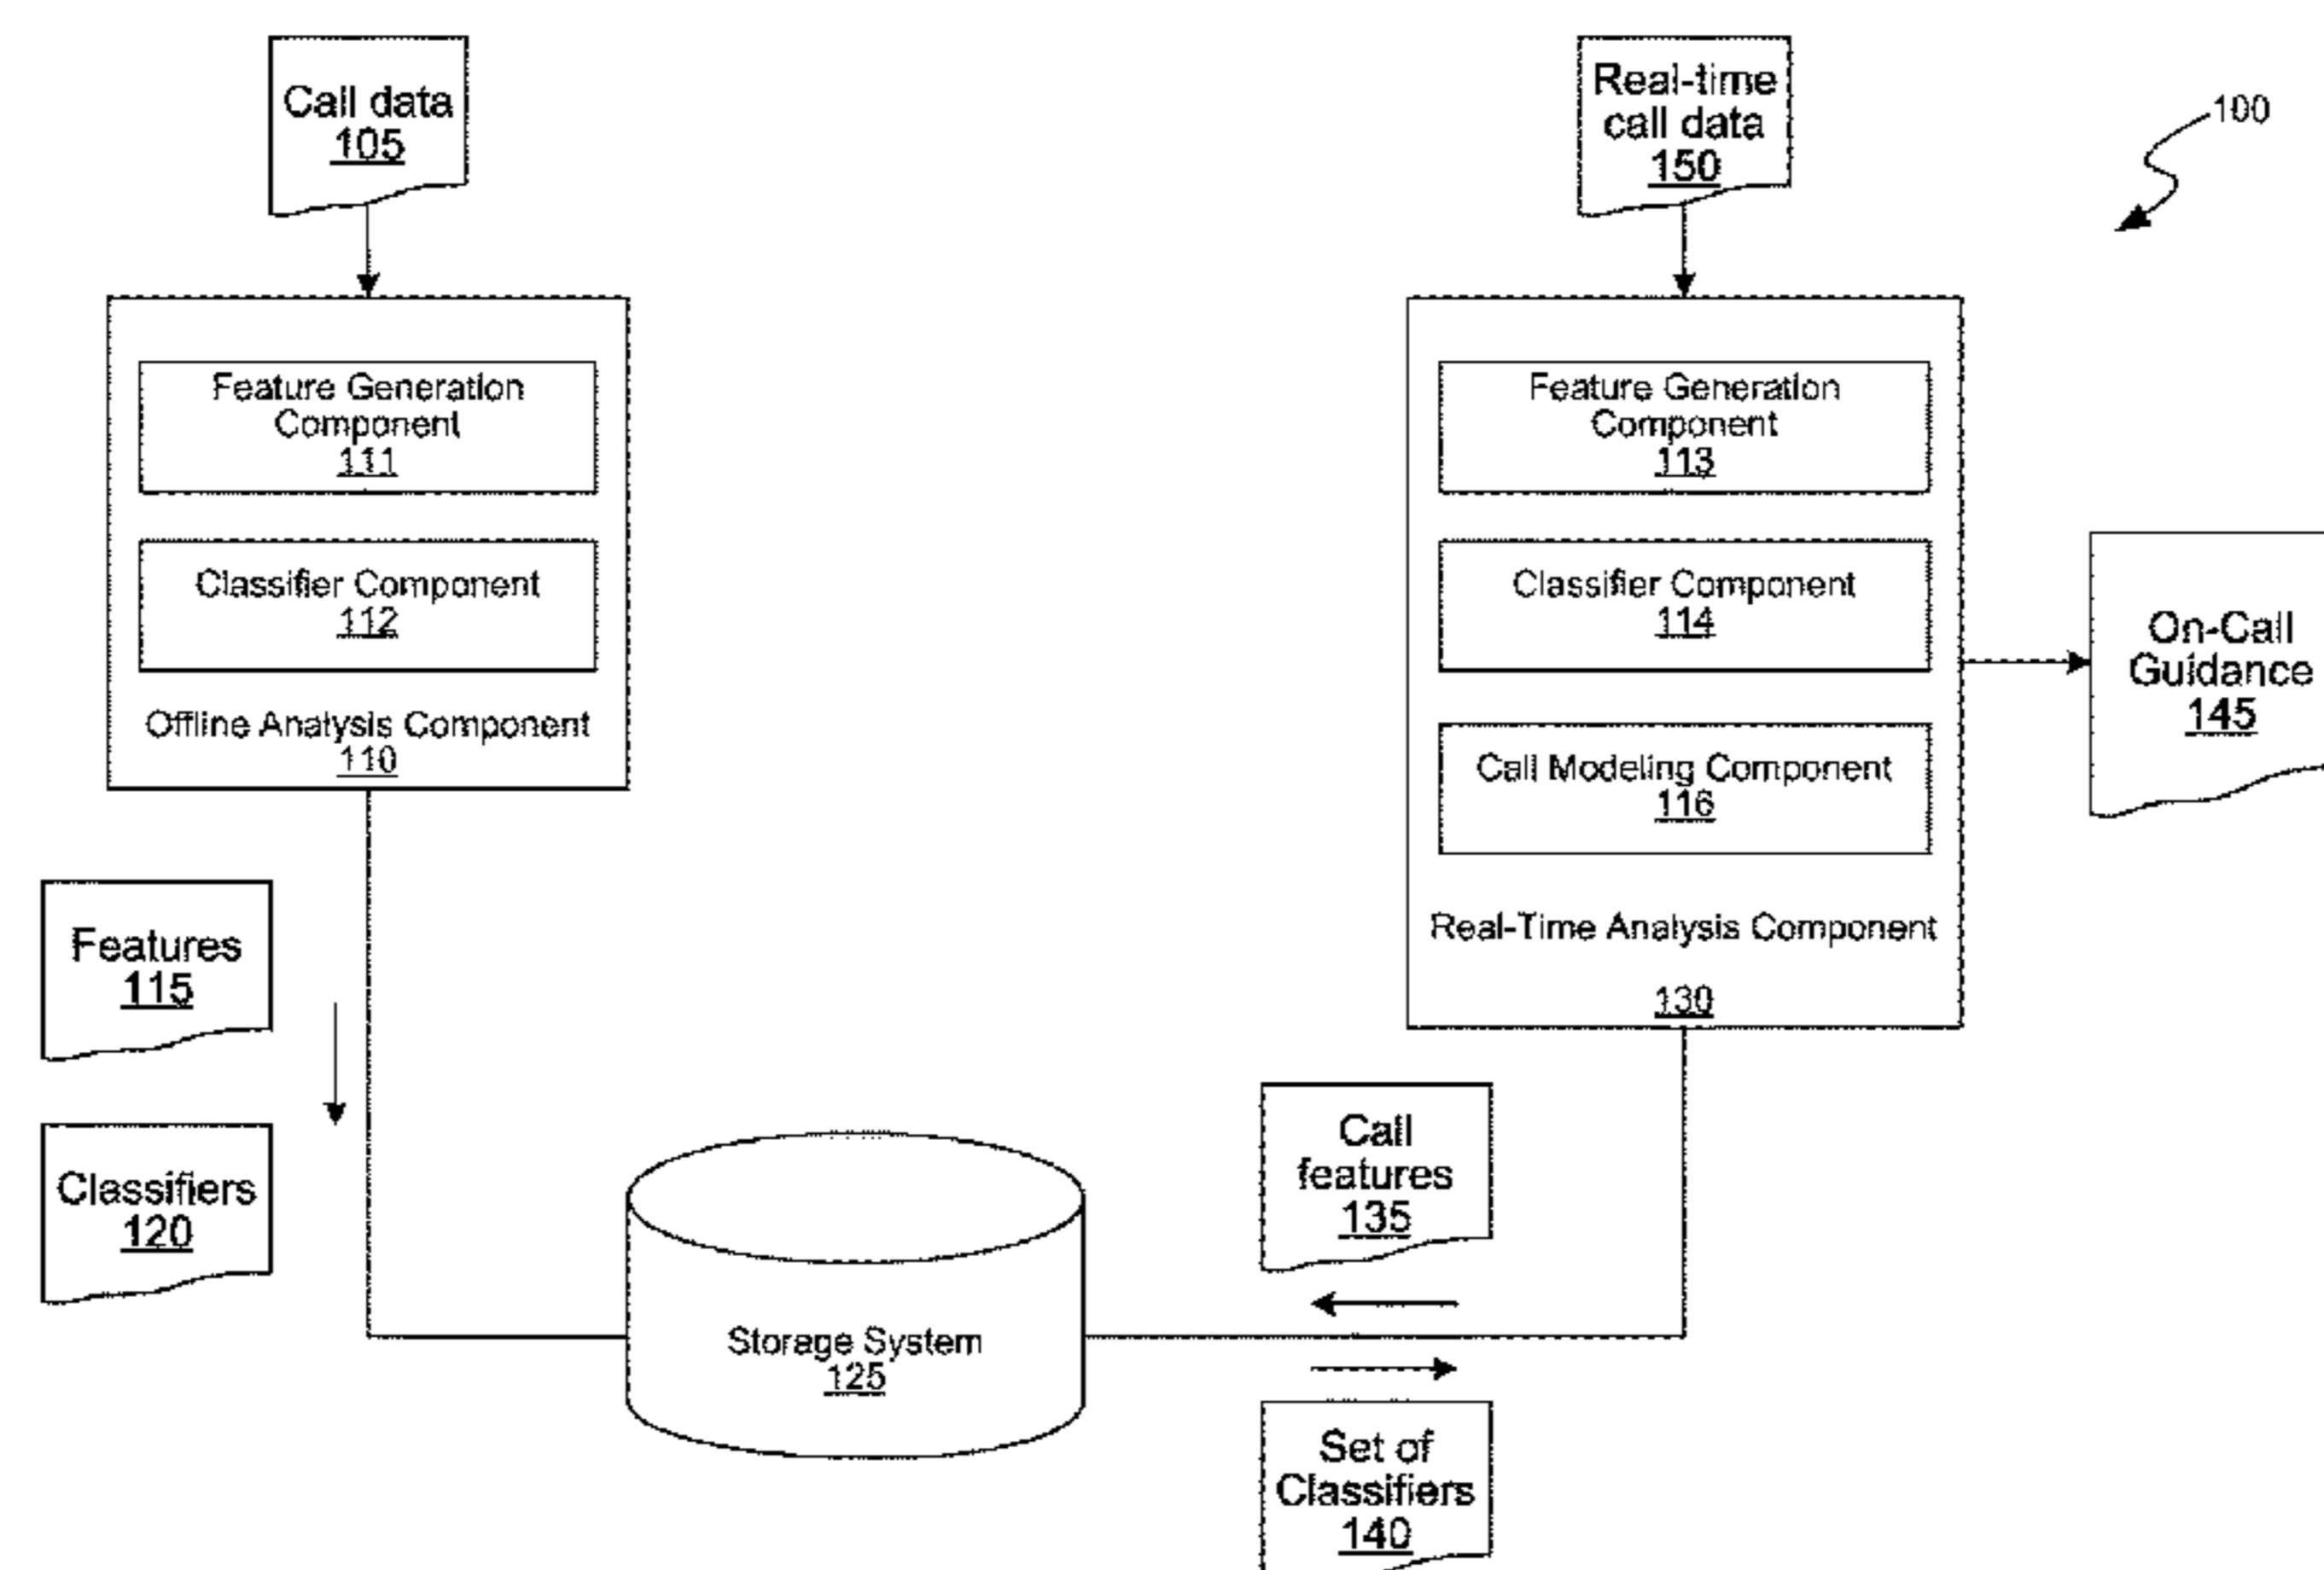 Call data
105
Real-time
call data
150
100
Feature Generation
Component
111
Classifier Component
112
Offline Analysis Component
110
Feature Generation
Component
113
Classifier Component
114
Call Modeling Component
116
Real-Time Analysis Component
130
On-Call
Guidance
145
Features
115
Classifiers
120
Storage System
125
Call
features
135
Set of
Classifiers
140